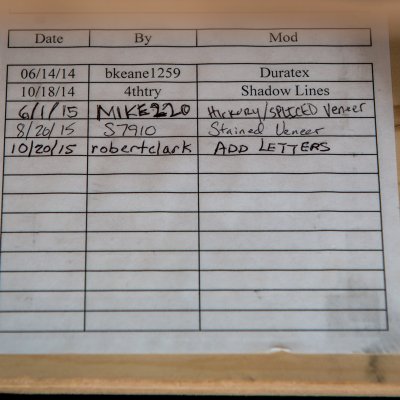 Date By Mod
06/14/14 bkeane1259 Duratex
10/18/14 4thtry Shadow Lines
6/1/15 MIKE220 Hickory/SPLICED Veneer
8/20/15 S7910 Stained Veneer
10/20/15 robertclark ADD LETTERS